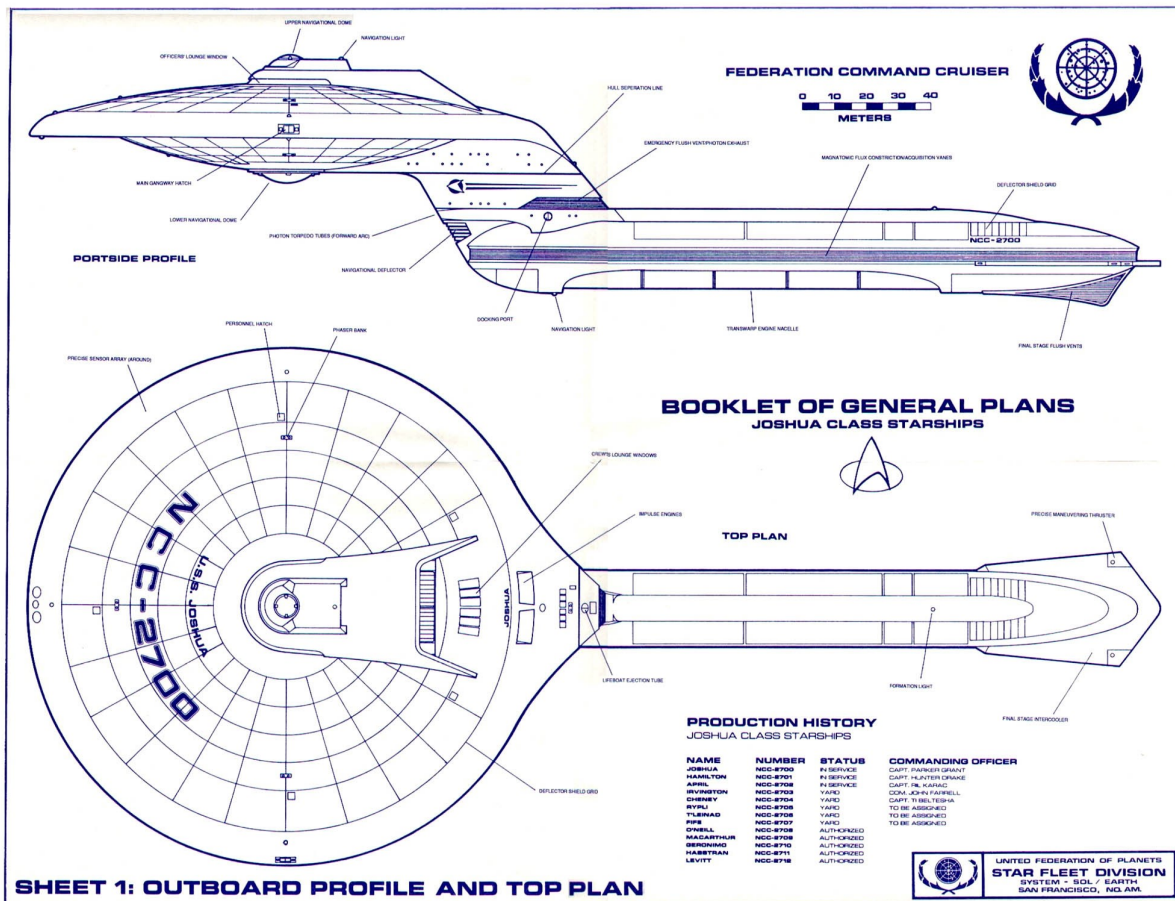 UPPER NAVIGATIONAL DOME
NAVIGATION LIGHT
OFFICERS' LOUNGE WINDOW
HULL SEPERATION LINE
EMERGENCY FLUSH VENT/PHOTON EXHAUST
MAGNATOMIC FLUX CONSTRICTION/ACQUISITION VANES
DEFLECTOR SHIELD GRID
FEDERATION COMMAND CRUISER
0 10 20 30 40
METERS
MAIN GANGWAY HATCH
LOWER NAVIGATIONAL DOME
PHOTON TORPEDO TUBES (FORWARD ARC)
NCC-2700
PORTSIDE PROFILE
NAVIGATIONAL DEFLECTOR
DOCKING PORT
NAVIGATION LIGHT
TRANSWARP ENGINE NACELLE
FINAL STAGE FLUSH VENTS
PERSONNEL HATCH
PHASER BANK
PRECISE SENSOR ARRAY (AROUND)
BOOKLET OF GENERAL PLANS
JOSHUA CLASS STARSHIPS
CREW'S LOUNGE WINDOWS
IMPULSE ENGINES
TOP PLAN
PRECISE MANEUVERING THRUSTER
NCC-2700
U.S.S. JOSHUA
JOSHUA
LIFEBOAT EJECTION TUBE
FORMATION LIGHT
FINAL STAGE INTERCOOLER
DEFLECTOR SHIELD GRID
PRODUCTION HISTORY
JOSHUA CLASS STARSHIPS
NAME NUMBER STATUS COMMANDING OFFICER
JOSHUA NCC-2700 IN SERVICE CAPT. PARKER GRANT
HAMILTON NCC-2701 IN SERVICE CAPT. HUNTER DRAKE
APRIL NCC-2702 IN SERVICE CAPT. RIL KARAC
IRVINGTON NCC-2703 YARD COM. JOHN FARRELL
CHENEY NCC-2704 YARD CAPT. TI BELTESHA
RYPLI NCC-2705 YARD TO BE ASSIGNED
T'LEINAD NCC-2706 YARD TO BE ASSIGNED
FIFE NCC-2707 YARD TO BE ASSIGNED
O'NEILL NCC-2708 AUTHORIZED
MACARTHUR NCC-2709 AUTHORIZED
GERONIMO NCC-2710 AUTHORIZED
HABSTRAN NCC-2711 AUTHORIZED
LEVITT NCC-2712 AUTHORIZED
SHEET 1: OUTBOARD PROFILE AND TOP PLAN
UNITED FEDERATION OF PLANETS
STAR FLEET DIVISION
SYSTEM - SOL / EARTH
SAN FRANCISCO, NO. AM.